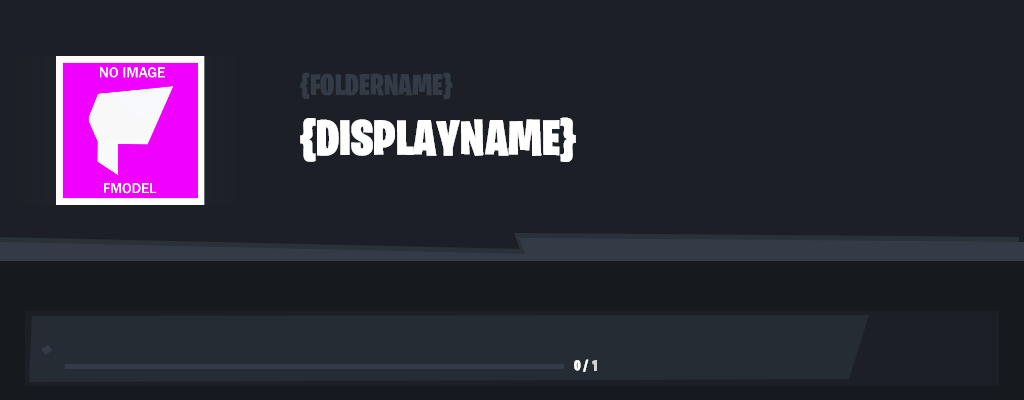 NO IMAGE
FMODEL
{FOLDERNAME}
{DISPLAYNAME}
0 / 1